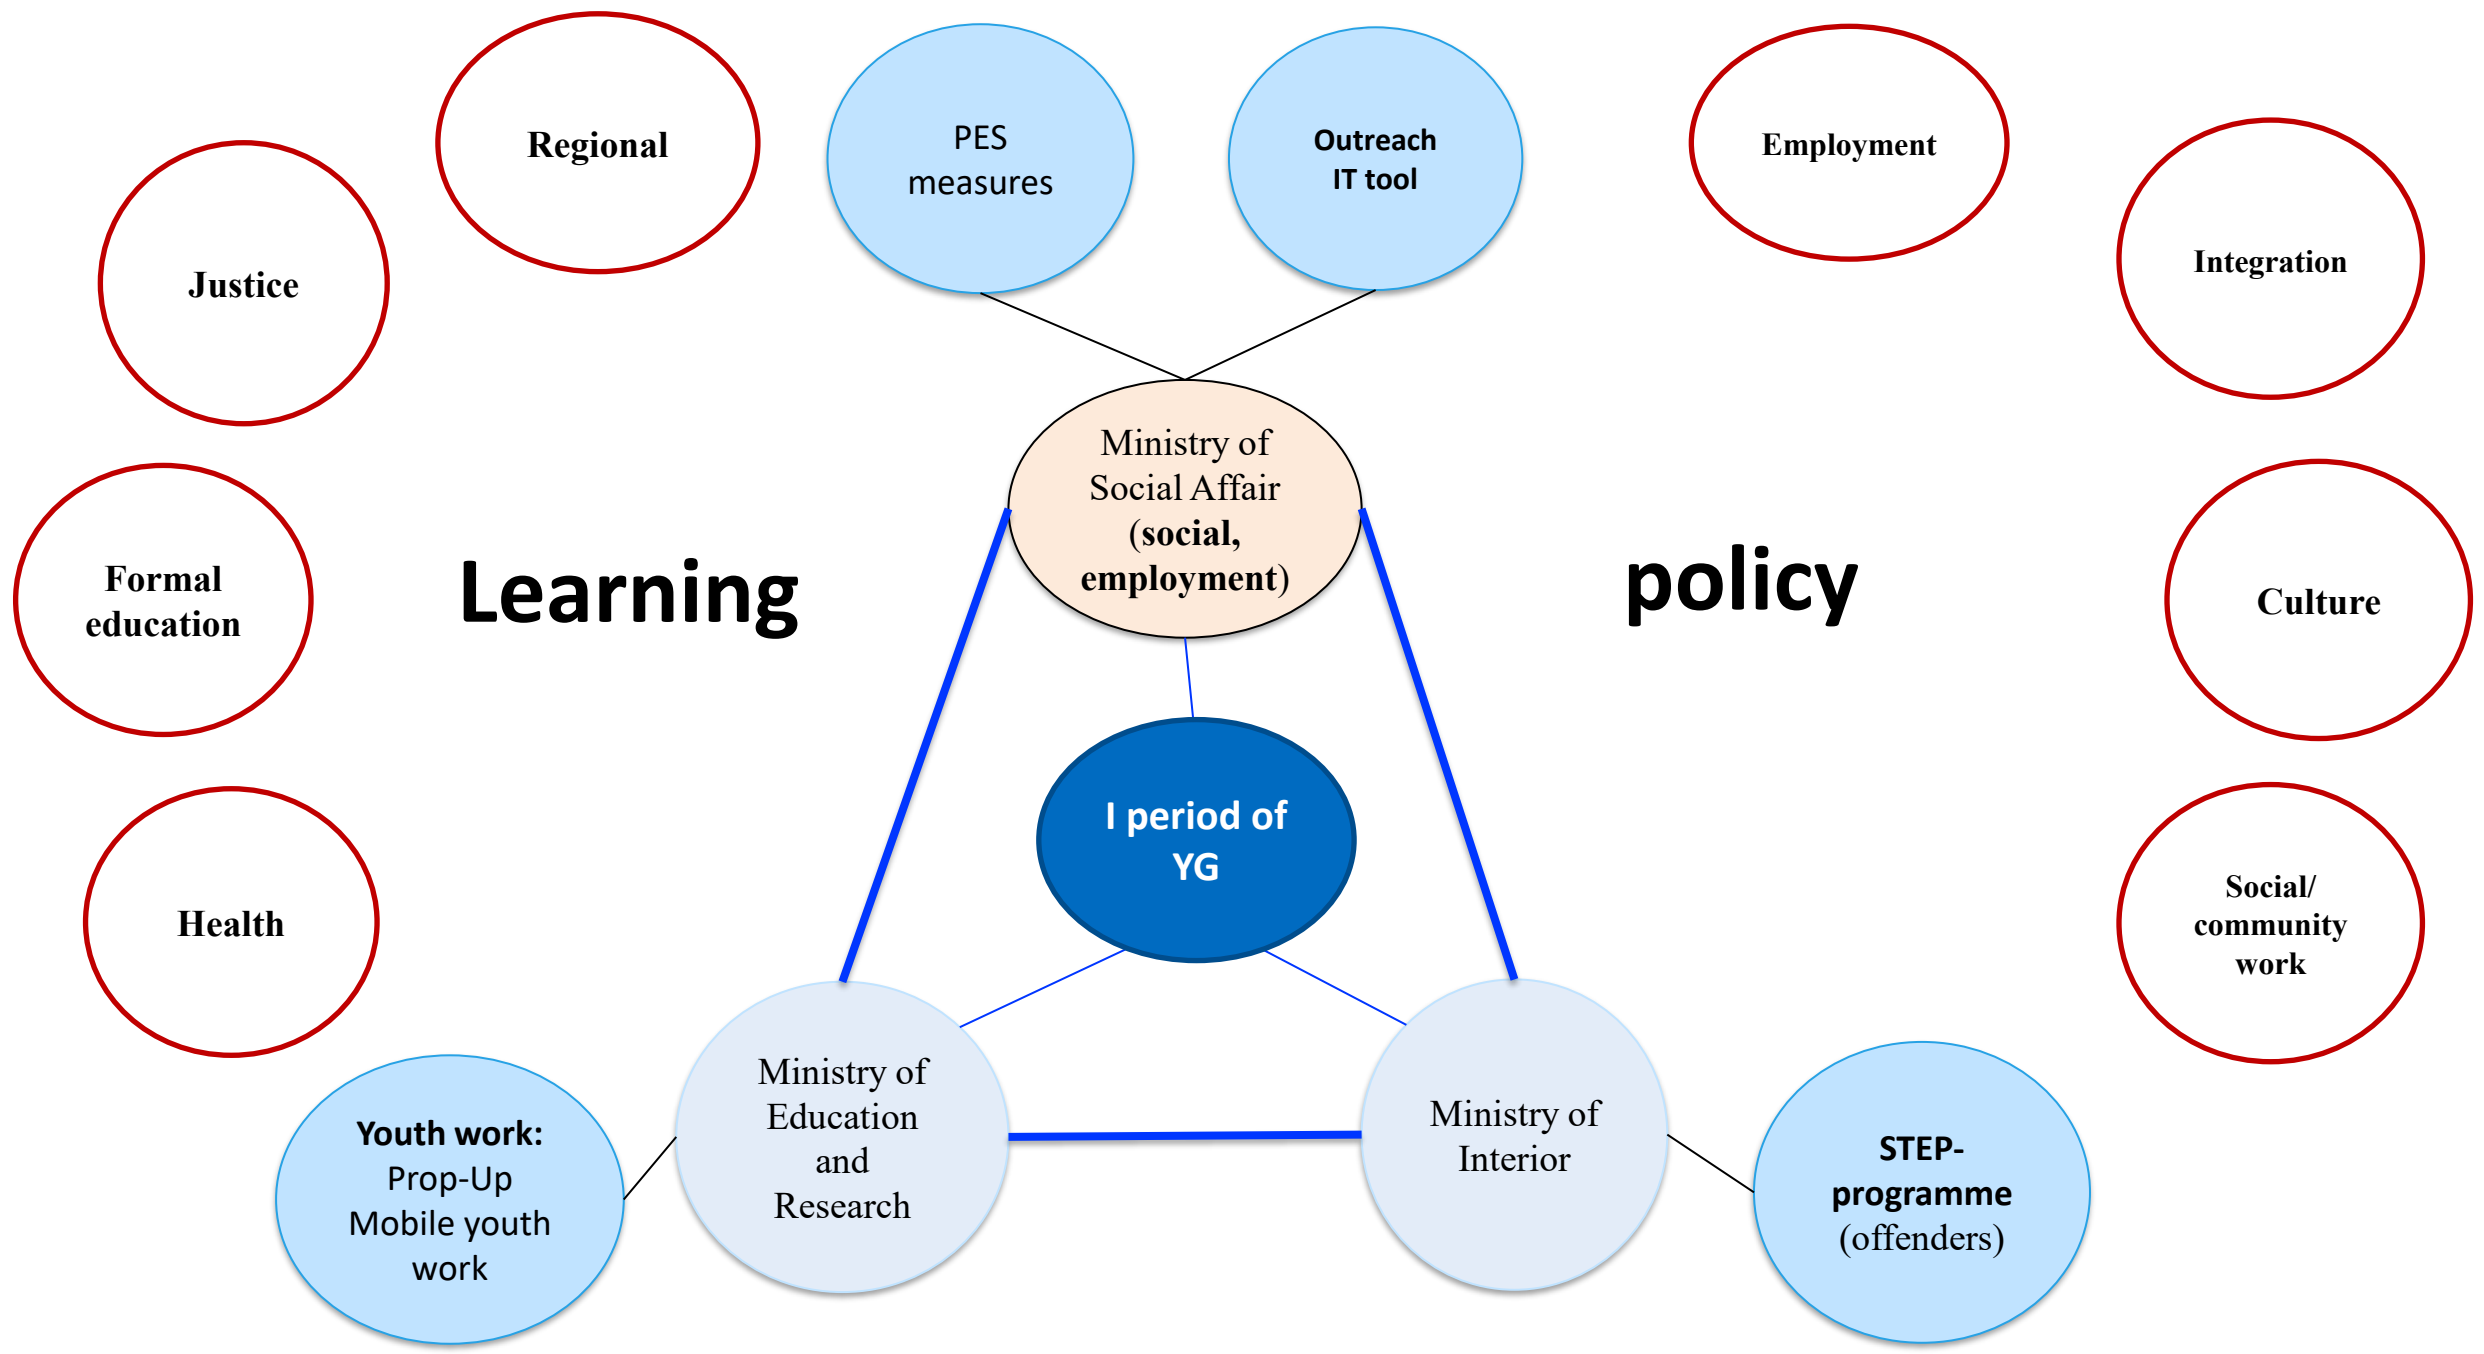 Regional
PES
measures
Outreach
IT tool
Employment
Justice
Integration
Ministry of
Social Affair
(social,
employment)
Formal
education
Learning
policy
Culture
I period of
YG
Health
Social/
community
work
Youth work:
Prop-Up
Mobile youth
work
Ministry of
Education
and
Research
Ministry of
Interior
STEP-
programme
(offenders)